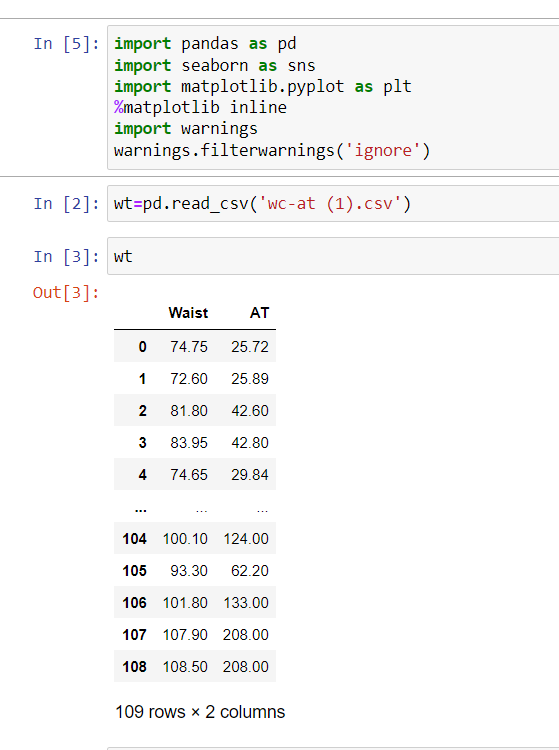 In [5]: import pandas as pd
import seaborn as sns
import matplotlib.pyplot as plt
%matplotlib inline
import warnings
warnings.filterwarnings('ignore')
In [2]: wt=pd.read_csv('wc-at (1).csv')
In [3]: wt
Out[3]:
Waist AT
0 74.75 25.72
1 72.60 25.89
2 81.80 42.60
3 83.95 42.80
4 74.65 29.84
... ... ...
104 100.10 124.00
105 93.30 62.20
106 101.80 133.00
107 107.90 208.00
108 108.50 208.00
109 rows × 2 columns